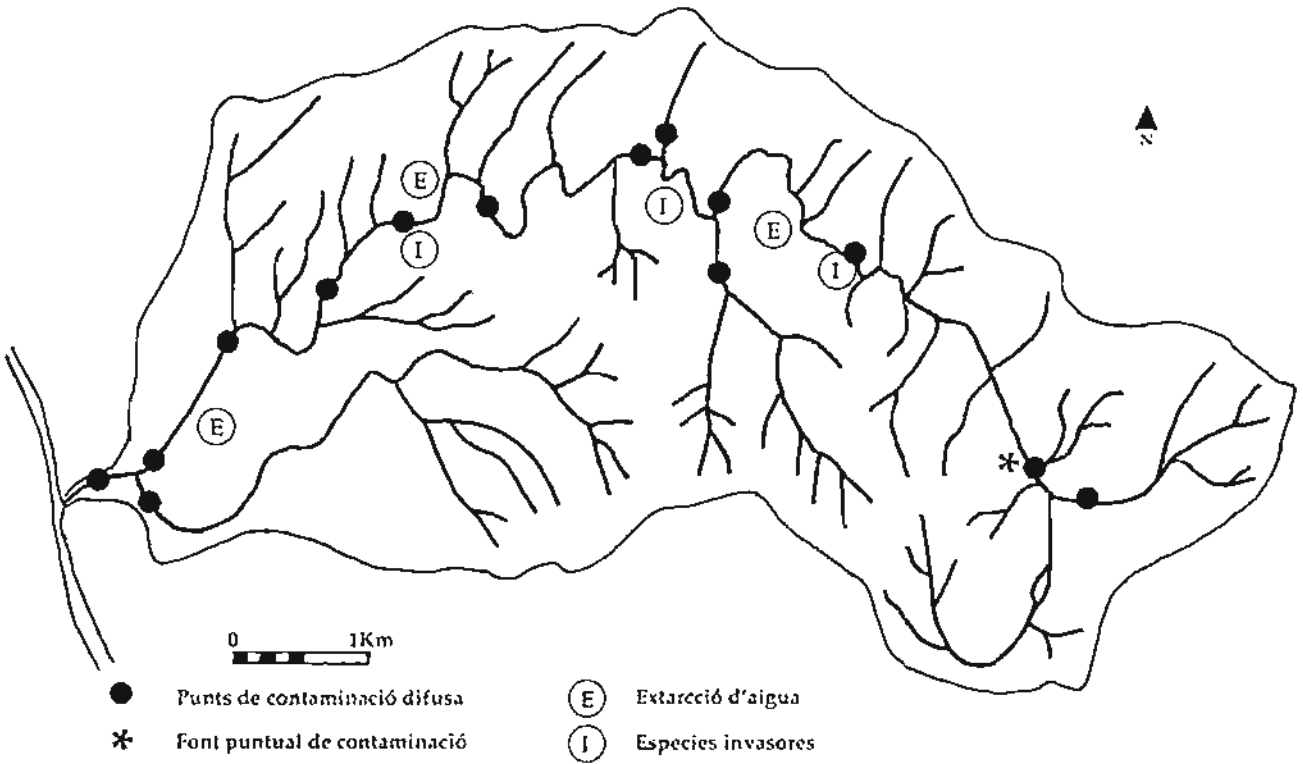 N
E
I
I
E
I
E
0 1Km
Punts de contaminació difusa
E Extarcció d'aigua
* Font puntual de contaminació
I Especies invasores